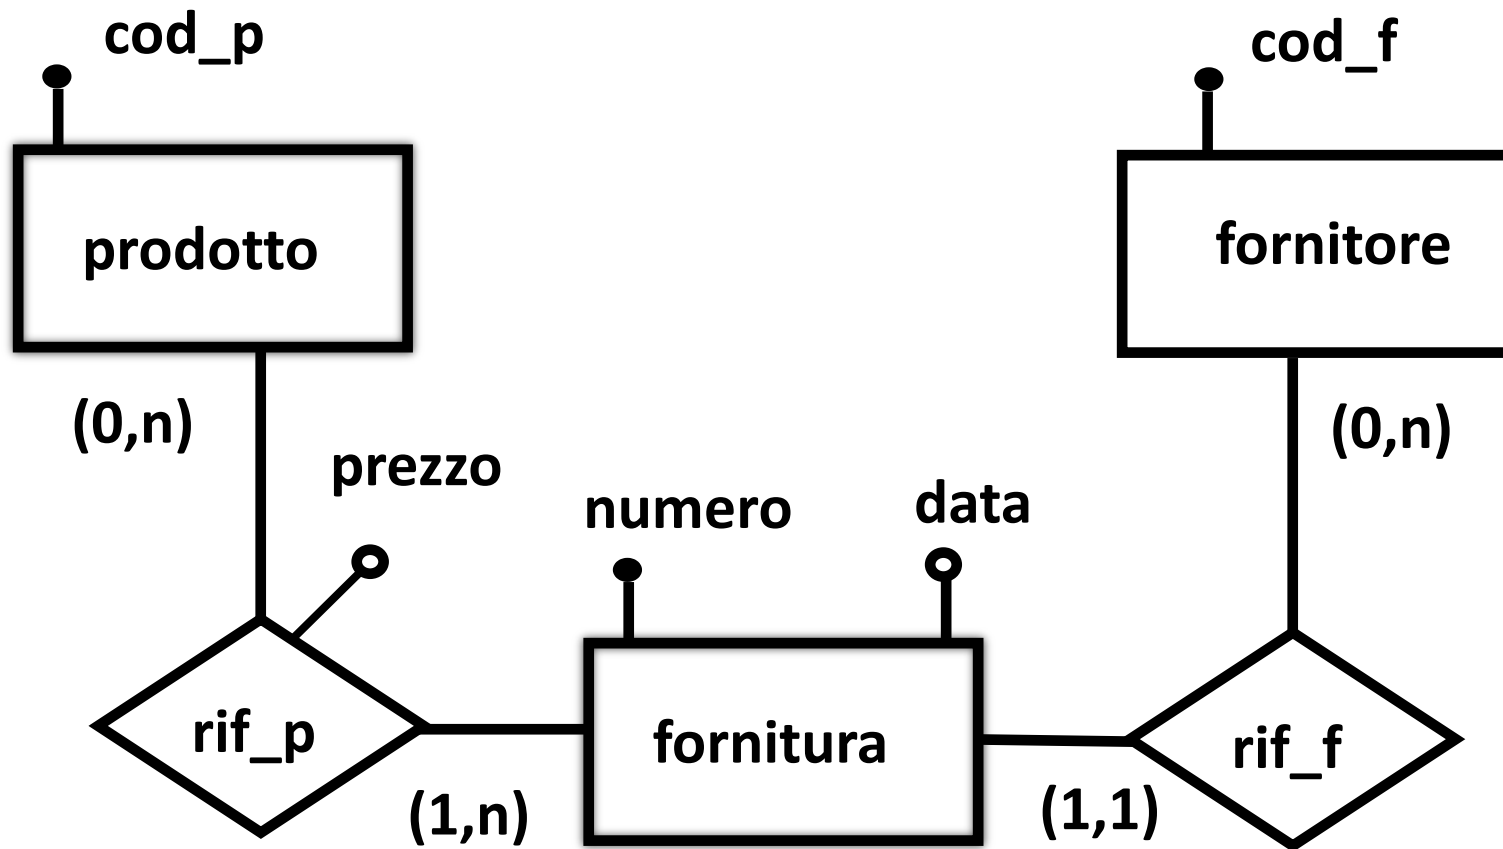 cod_p
cod_f
prodotto
fornitore
(0,n)
(0,n)
prezzo
numero
data
rif_p
fornitura
rif_f
(1,n)
(1,1)